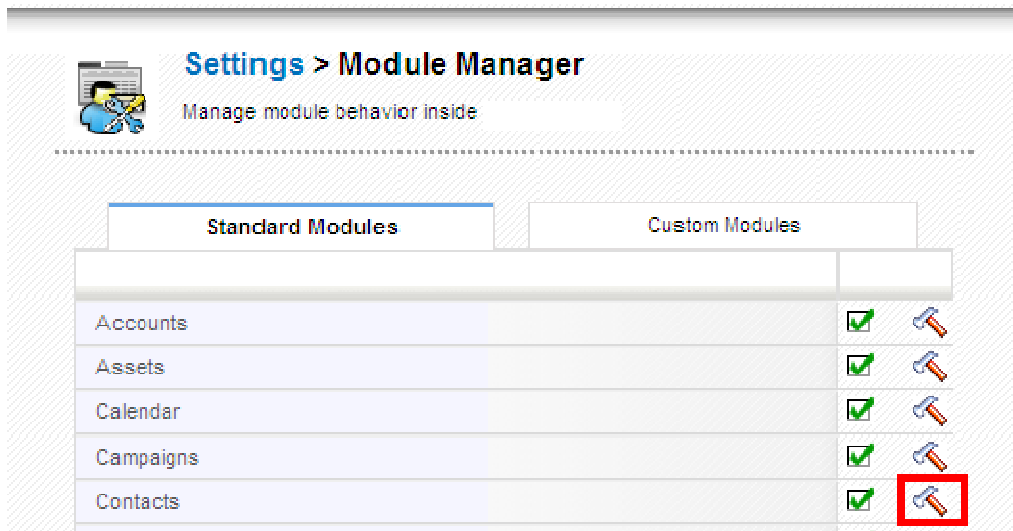 Settings > Module Manager
Manage module behavior inside
Standard Modules
Custom Modules
Accounts
Assets
Calendar
Campaigns
Contacts